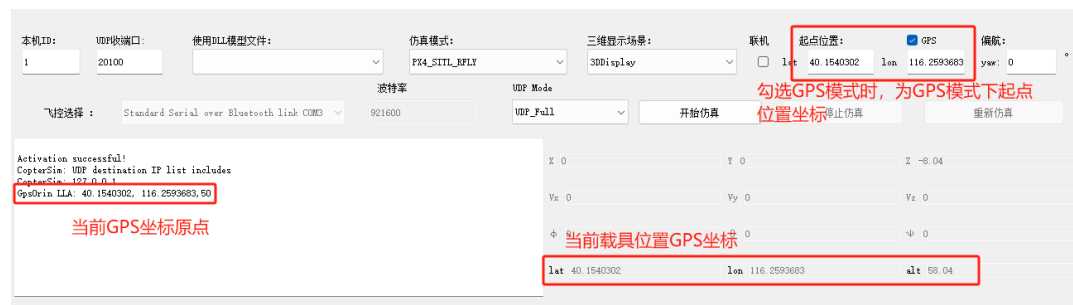 本机ID: UDP收端口: 使用DLL模型文件: 仿真模式: 三维显示场景: 联机 起点位置: GPS 偏航:
1 20100 PX4_SITL_RFLY 3DDisplay lat 40.1540302 lon 116.2593683 yaw: 0 °
波特率 UDP Mode
勾选GPS模式时，为GPS模式下起点
位置坐标
飞控选择 : Standard Serial over Bluetooth link COM3 921600 UDP_Full 开始仿真 停止仿真 重新仿真
Activation successful!
CopterSim: UDP destination IP list includes
CopterSim: 127.0.0.1
GpsOrin LLA: 40.1540302, 116.2593683,50
当前GPS坐标原点
X 0 Y 0 Z -8.04
Vx 0 Vy 0 Vz 0
ϕ 0 0 Ψ 0
当前载具位置GPS坐标
lat 40.1540302 lon 116.2593683 alt 58.04